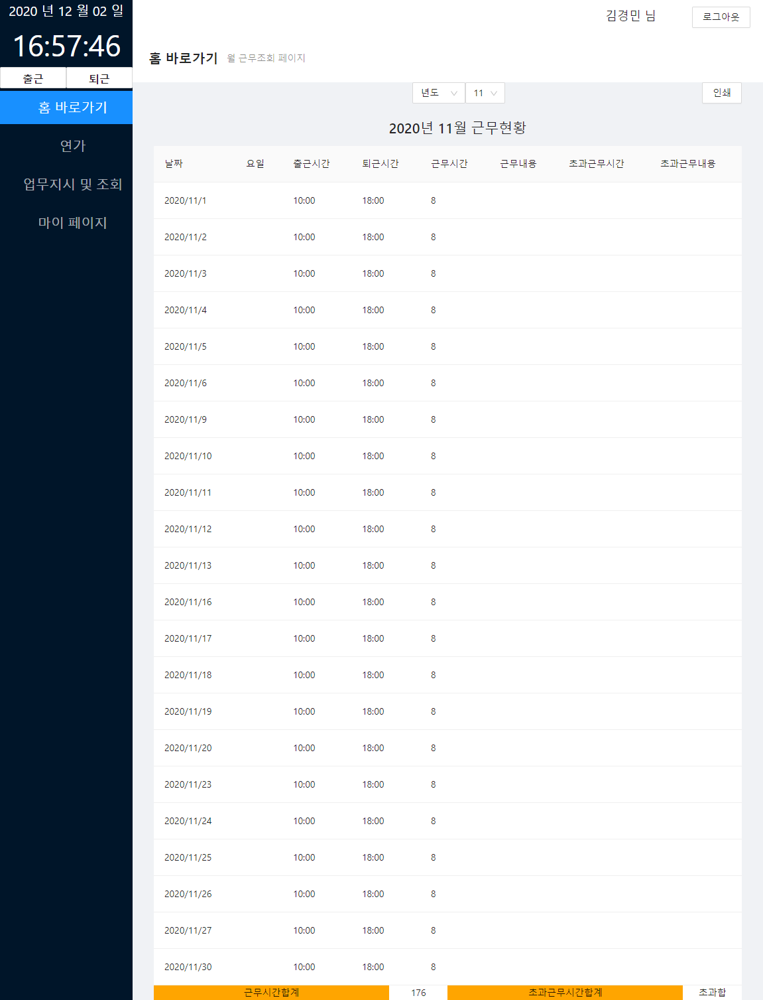 2020 년 12 월 02 일
16:57:46
출근 퇴근
홈 바로가기
연가
업무지시 및 조회
마이 페이지
김경민 님 로그아웃
홈 바로가기 월 근무조회 페이지
년도 11 인쇄
2020년 11월 근무현황
날짜 요일 출근시간 퇴근시간 근무시간 근무내용 초과근무시간 초과근무내용
2020/11/1 10:00 18:00 8
2020/11/2 10:00 18:00 8
2020/11/3 10:00 18:00 8
2020/11/4 10:00 18:00 8
2020/11/5 10:00 18:00 8
2020/11/6 10:00 18:00 8
2020/11/9 10:00 18:00 8
2020/11/10 10:00 18:00 8
2020/11/11 10:00 18:00 8
2020/11/12 10:00 18:00 8
2020/11/13 10:00 18:00 8
2020/11/16 10:00 18:00 8
2020/11/17 10:00 18:00 8
2020/11/18 10:00 18:00 8
2020/11/19 10:00 18:00 8
2020/11/20 10:00 18:00 8
2020/11/23 10:00 18:00 8
2020/11/24 10:00 18:00 8
2020/11/25 10:00 18:00 8
2020/11/26 10:00 18:00 8
2020/11/27 10:00 18:00 8
2020/11/30 10:00 18:00 8
근무시간합계 176 초과근무시간합계 초과합